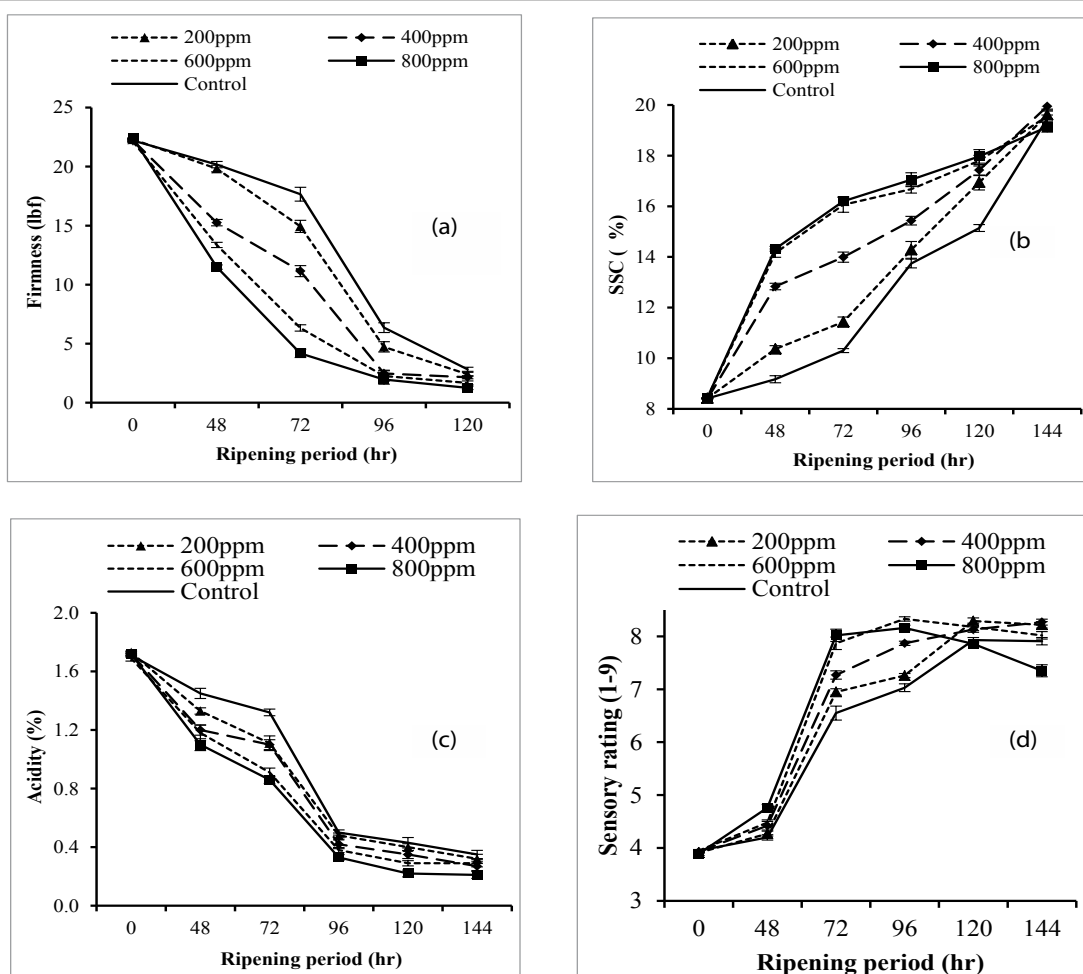 200ppm 400ppm
600ppm 800ppm
Control
25
20
15
10
5
0
Firmness (lbf)
(a)
0 48 72 96 120
Ripening period (hr)
200ppm 400ppm
600ppm 800ppm
Control
20
18
16
14
12
10
8
SSC ( %)
(b
0 48 72 96 120 144
Ripening period (hr)
200ppm 400ppm
600ppm 800ppm
Control
2.0
1.6
1.2
0.8
0.4
0.0
Acidity (%)
(c)
0 48 72 96 120 144
Ripening period (hr)
200ppm 400ppm
600ppm 800ppm
Control
8
7
6
5
4
3
Sensory rating (1-9)
(d)
0 48 72 96 120 144
Ripening period (hr)